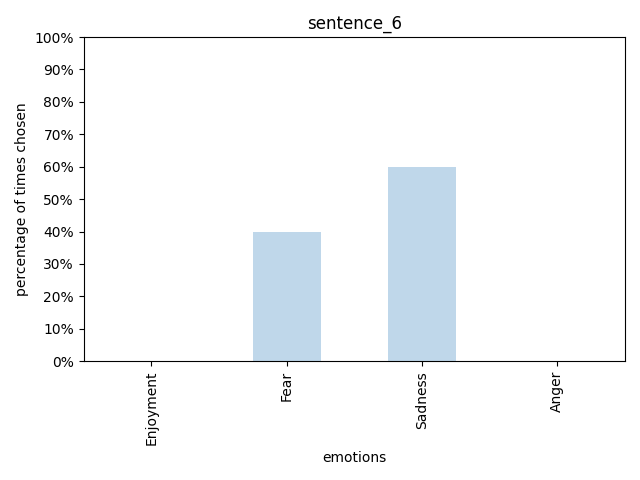 sentence_6
100%
90%
80%
70%
60%
50%
40%
30%
20%
10%
0%
percentage of times chosen
Enjoyment
Fear
Sadness
Anger
emotions